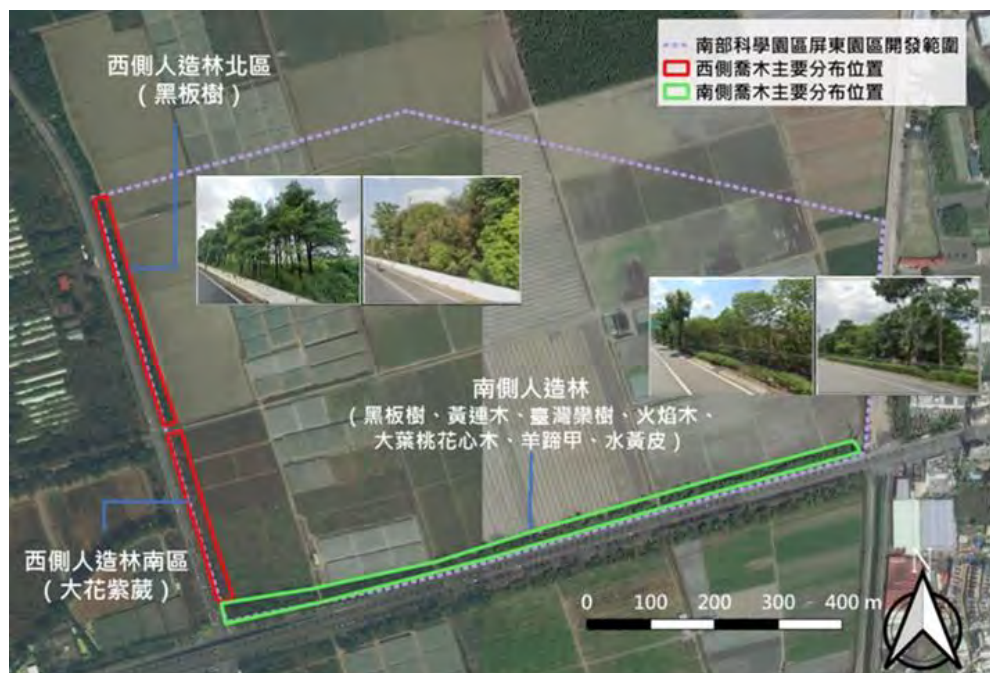 西側人造林北區
（黑板樹）
南部科學園區屏東園區開發範圍
西側喬木主要分布位置
南側喬木主要分布位置
南側人造林
（黑板樹、黃連木、臺灣欒樹、火焰木、
大葉桃花心木、羊蹄甲、水黃皮）
西側人造林南區
（大花紫葳）
0 100 200 300 400 m
N